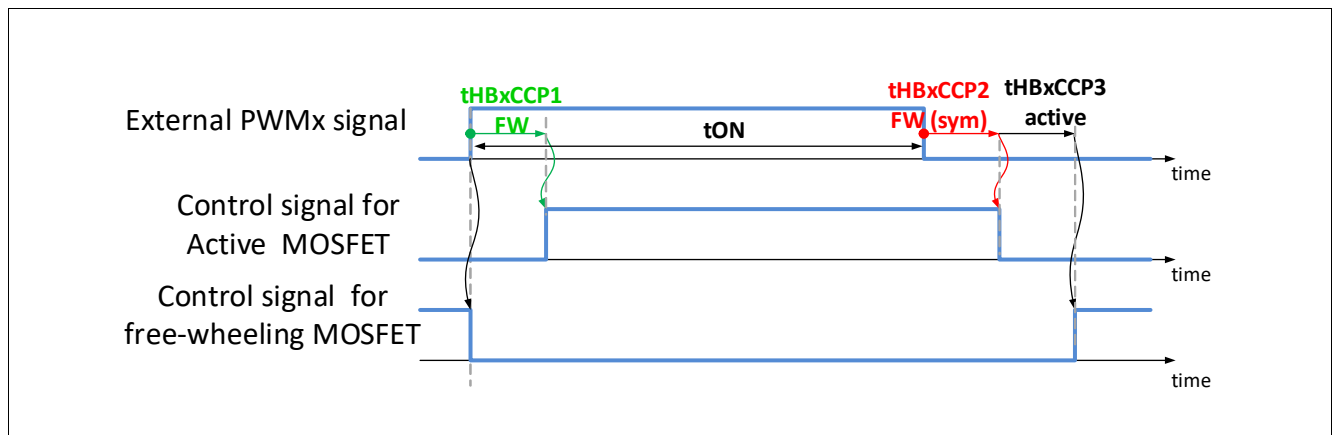 External PWMx signal
tHBxCCP1
FW
tON
tHBxCCP2
FW (sym)
tHBxCCP3
active
time
Control signal for
Active MOSFET
time
Control signal for
free-wheeling MOSFET
time